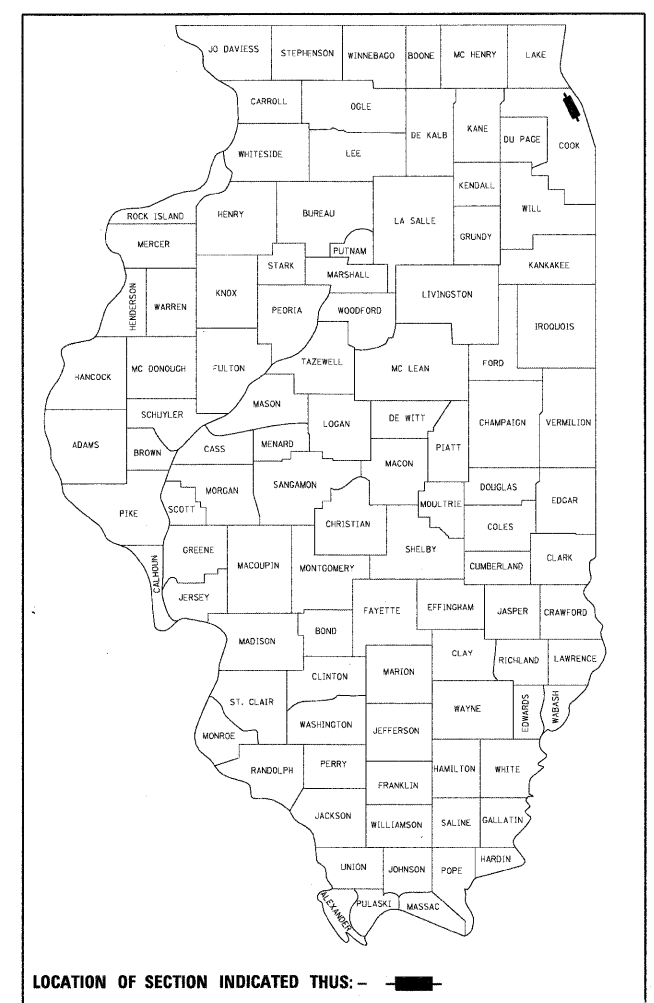 JO DAVIESS
STEPHENSON
WINNEBAGO
BOONE
MC HENRY
LAKE
CARROLL
OGLE
DE KALB
KANE
DU PAGE
COOK
WHITESIDE
LEE
KENDALL
WILL
ROCK ISLAND
HENRY
BUREAU
LA SALLE
GRUNDY
MERCER
PUTNAM
STARK
MARSHALL
KANKAKEE
HENDERSON
WARREN
KNOX
PEORIA
WOODFORD
LIVINGSTON
IROQUOIS
HANCOCK
MC DONOUGH
FULTON
TAZEWELL
MC LEAN
FORD
SCHUYLER
MASON
LOGAN
DE WITT
CHAMPAIGN
VERMILION
ADAMS
BROWN
CASS
MENARD
PIATT
MACON
PIKE
SCOTT
MORGAN
SANGAMON
CHRISTIAN
MOULTRIE
DOUGLAS
EDGAR
COLES
CALHOUN
GREENE
MACOUPIN
MONTGOMERY
SHELBY
CUMBERLAND
CLARK
JERSEY
FAYETTE
EFFINGHAM
JASPER
CRAWFORD
MADISON
BOND
CLAY
RICHLAND
LAWRENCE
CLINTON
MARION
ST. CLAIR
WAYNE
EDWARDS
WABASH
MONROE
WASHINGTON
JEFFERSON
RANDOLPH
PERRY
HAMILTON
WHITE
FRANKLIN
JACKSON
WILLIAMSON
SALINE
GALLATIN
UNION
JOHNSON
POPE
HARDIN
ALEXANDER
PULASKI
MASSAC
LOCATION OF SECTION INDICATED THUS: –